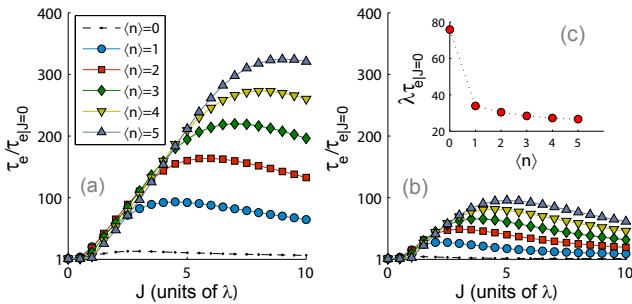 τe/τe|J=0
400
300
200
100
1
0
5
10
J (units of λ)
(a)
⟨n⟩=0
⟨n⟩=1
⟨n⟩=2
⟨n⟩=3
⟨n⟩=4
⟨n⟩=5
τe/τe|J=0
400
300
200
100
1
0
5
10
J (units of λ)
(b)
λτe|J=0
80
60
40
20
0
1
2
3
4
5
⟨n⟩
(c)